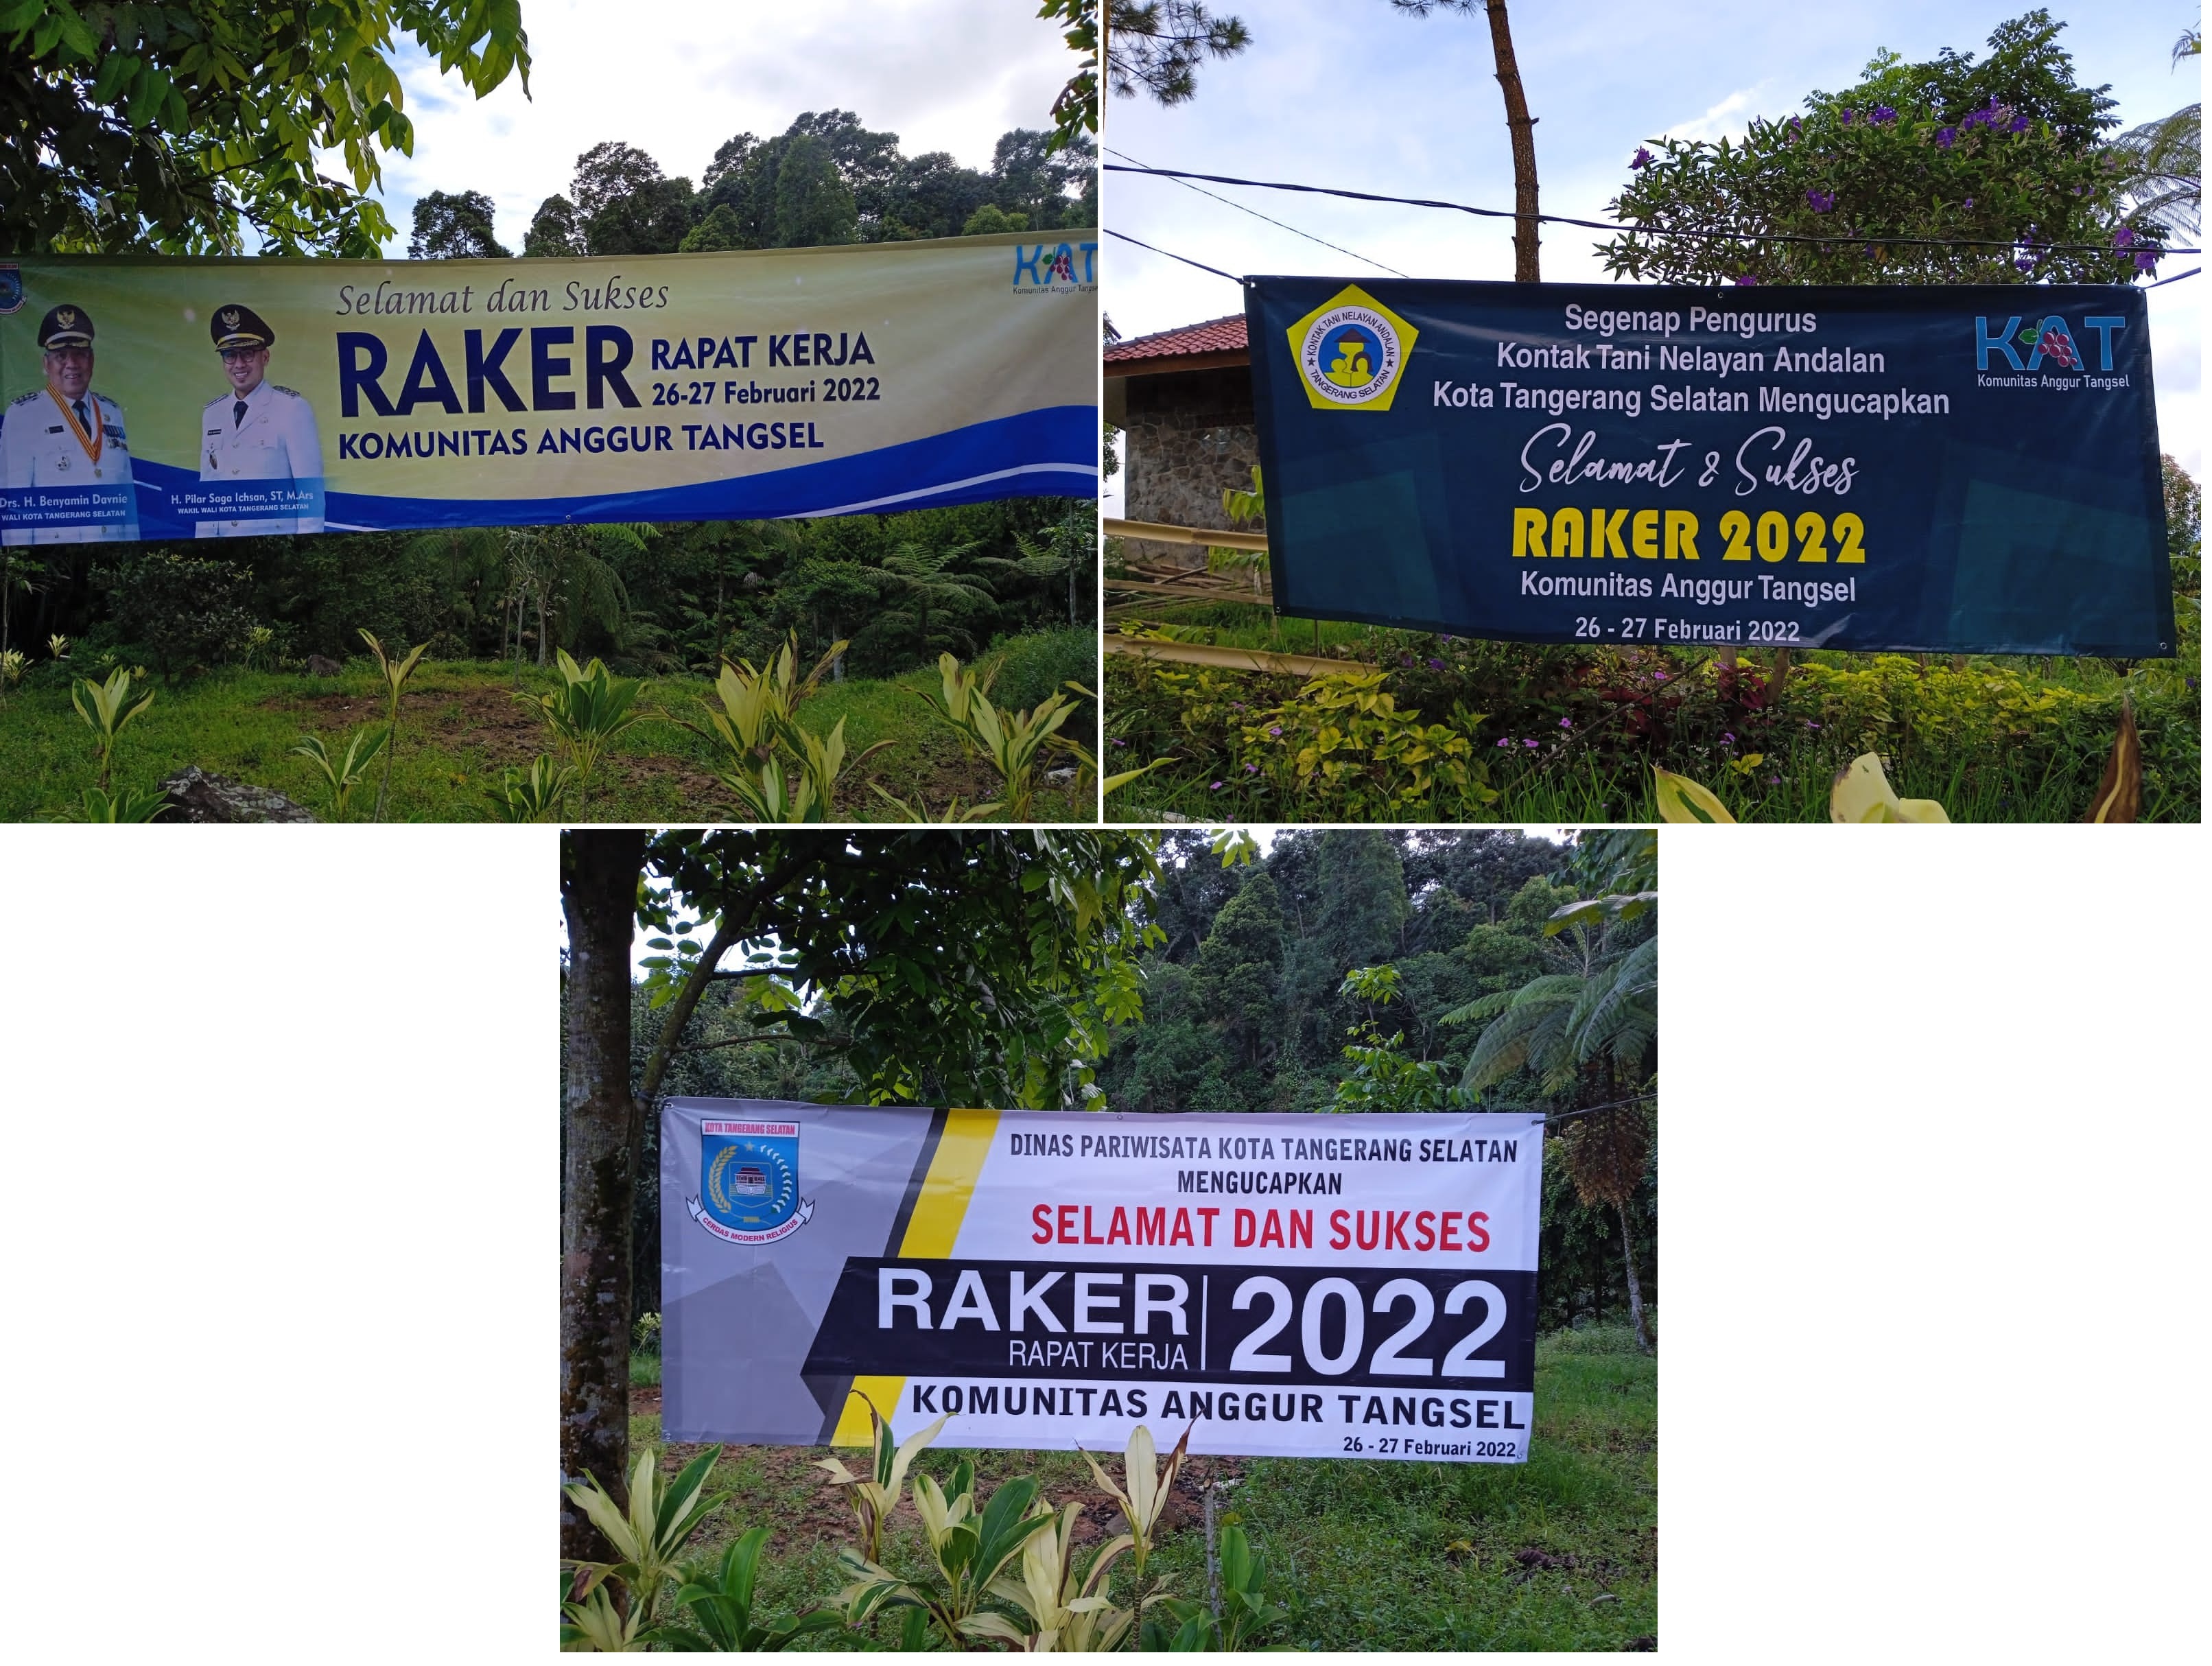 KAT
Komunitas Anggur Tangsel
Selamat dan Sukses
RAKER RAPAT KERJA
26-27 Februari 2022
KOMUNITAS ANGGUR TANGSEL
Drs. H. Benyamin Davnie
WALI KOTA TANGERANG SELATAN
H. Pilar Saga Ichsan, ST, M.Ars
WAKIL WALI KOTA TANGERANG SELATAN
KONTAK TANI NELAYAN ANDALAN
TANGERANG SELATAN
KAT
Komunitas Anggur Tangsel
Segenap Pengurus
Kontak Tani Nelayan Andalan
Kota Tangerang Selatan Mengucapkan
Selamat & Sukses
RAKER 2022
Komunitas Anggur Tangsel
26 - 27 Februari 2022
KOTA TANGERANG SELATAN
CERDAS MODERN RELIGIUS
DINAS PARIWISATA KOTA TANGERANG SELATAN
MENGUCAPKAN
SELAMAT DAN SUKSES
RAKER 2022
RAPAT KERJA
KOMUNITAS ANGGUR TANGSEL
26 - 27 Februari 2022